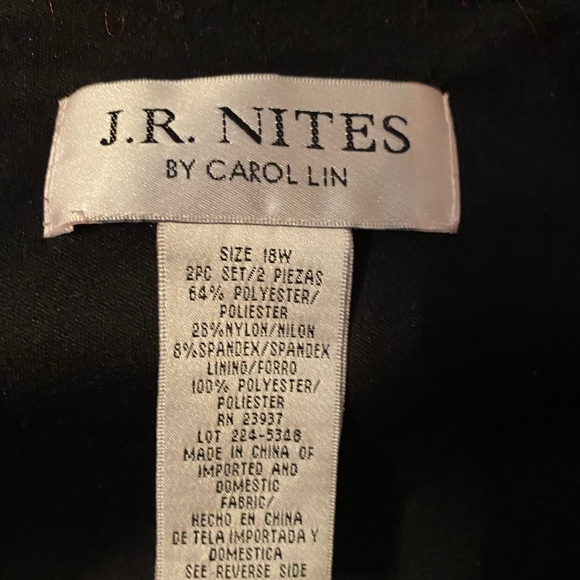 J.R. NITES
BY CAROL LIN
SIZE 18W
2PC SET/2 PIEZAS
64% POLYESTER/
POLIESTER
28%NYLON/NILON
8%SPANDEX/SPANDEX
LINING/FORRO
100% POLYESTER/
POLIESTER
RN 23937
LOT 224-5348
MADE IN CHINA OF
IMPORTED AND
DOMESTIC
FABRIC/
HECHO EN CHINA
DE TELA IMPORTADA Y
DOMESTICA
SEE REVERSE SIDE